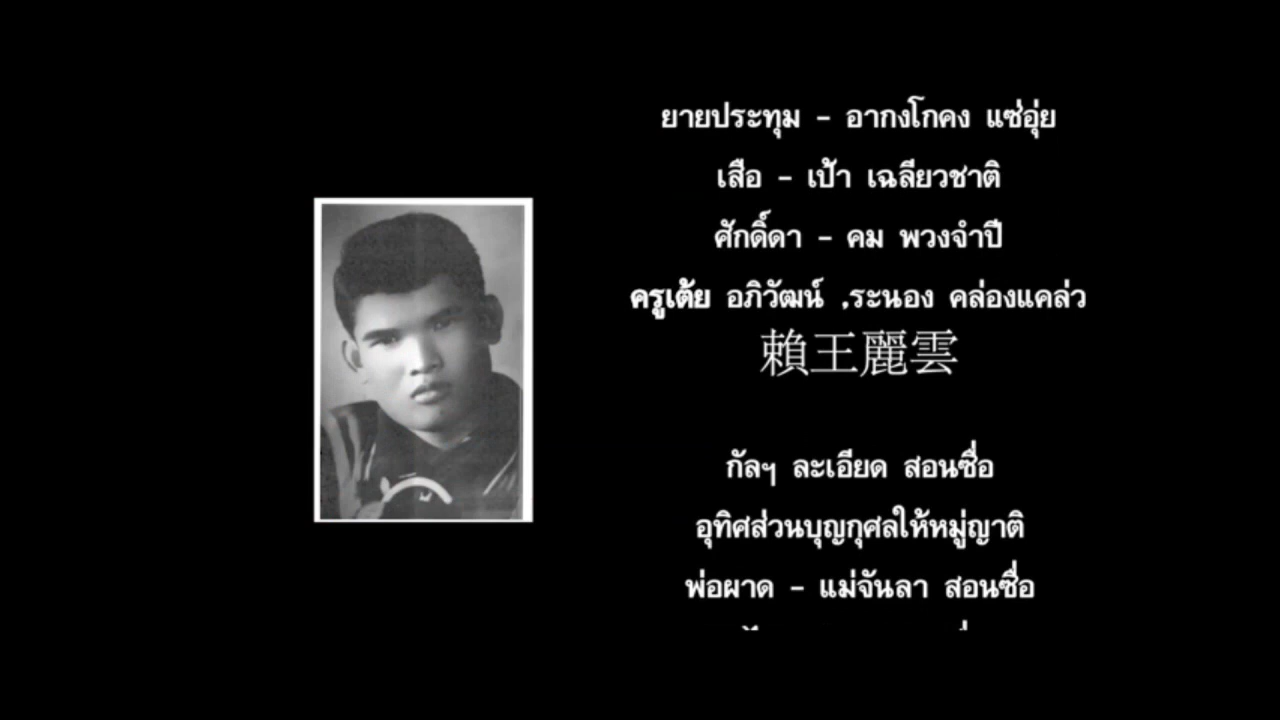 ยายประทุม - อากงโกคง แซ่อุ่ย
เสือ - เป้า เฉลียวชาติ
ศักดิ์ดา - คม พวงจำปี
ครูเต้ย อภิวัฒน์ ,ระนอง คล่องแคล่ว
賴王麗雲
กัลฯ ละเอียด สอนซื่อ
อุทิศส่วนบุญกุศลให้หมู่ญาติ
พ่อผาด - แม่จันลา สอนซื่อ